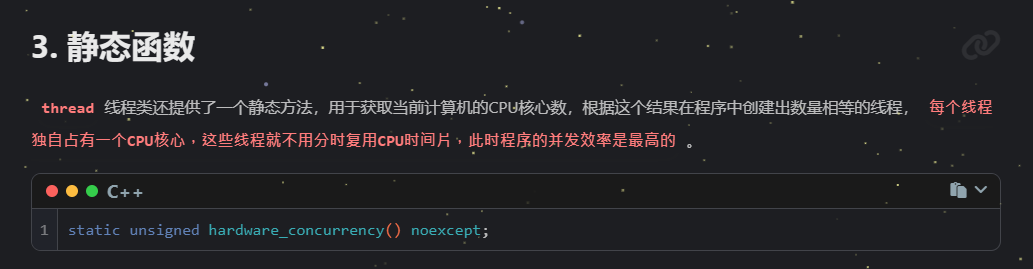 3. 静态函数
thread 线程类还提供了一个静态方法，用于获取当前计算机的CPU核心数，根据这个结果在程序中创建出数量相等的线程， 每个线程
独自占有一个CPU核心，这些线程就不用分时复用CPU时间片，此时程序的并发效率是最高的 。
C++
1 static unsigned hardware_concurrency() noexcept;